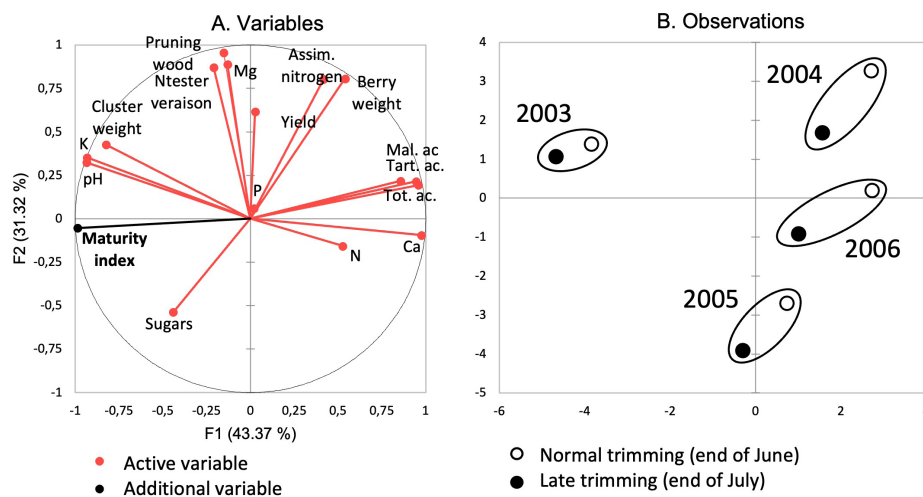 A. Variables
F2 (31.32 %)
1
0,75
0,5
0,25
0
-0,25
-0,5
-0,75
-1
Pruning
wood
Mg
Ntester
veraison
Assim.
nitrogen
Berry
weight
Cluster
weight
Yield
K
pH
Mal. ac
Tart. ac.
Tot. ac.
P
Maturity
index
Ca
N
Sugars
-1
-0,75
-0,5
-0,25
0
0,25
0,5
0,75
1
F1 (43.37 %)
Active variable
Additional variable
B. Observations
4
3
2
1
0
-1
-2
-3
-4
-5
2004
2003
2006
2005
-6
-4
-2
0
2
Normal trimming (end of June)
Late trimming (end of July)